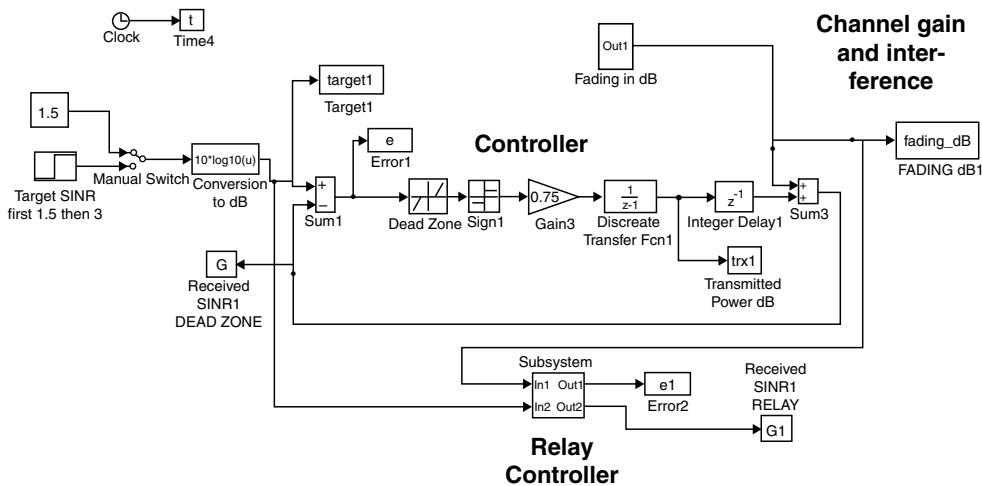 Clock
t
Time4
Out1
Fading in dB
Channel gain
and inter-
ference
target1
Target1
1.5
e
Error1
Controller
fading_dB
FADING dB1
Manual Switch
10*log10(u)
Conversion
to dB
Target SINR
first 1.5 then 3
+
−
Sum1
Dead Zone
Sign1
0.75
Gain3
1
z-1
Discreate
Transfer Fcn1
z-1
Integer Delay1
+
+
Sum3
G
Received
SINR1
DEAD ZONE
trx1
Transmitted
Power dB
Subsystem
In1 Out1
In2 Out2
e1
Error2
Received
SINR1
RELAY
G1
Relay
Controller